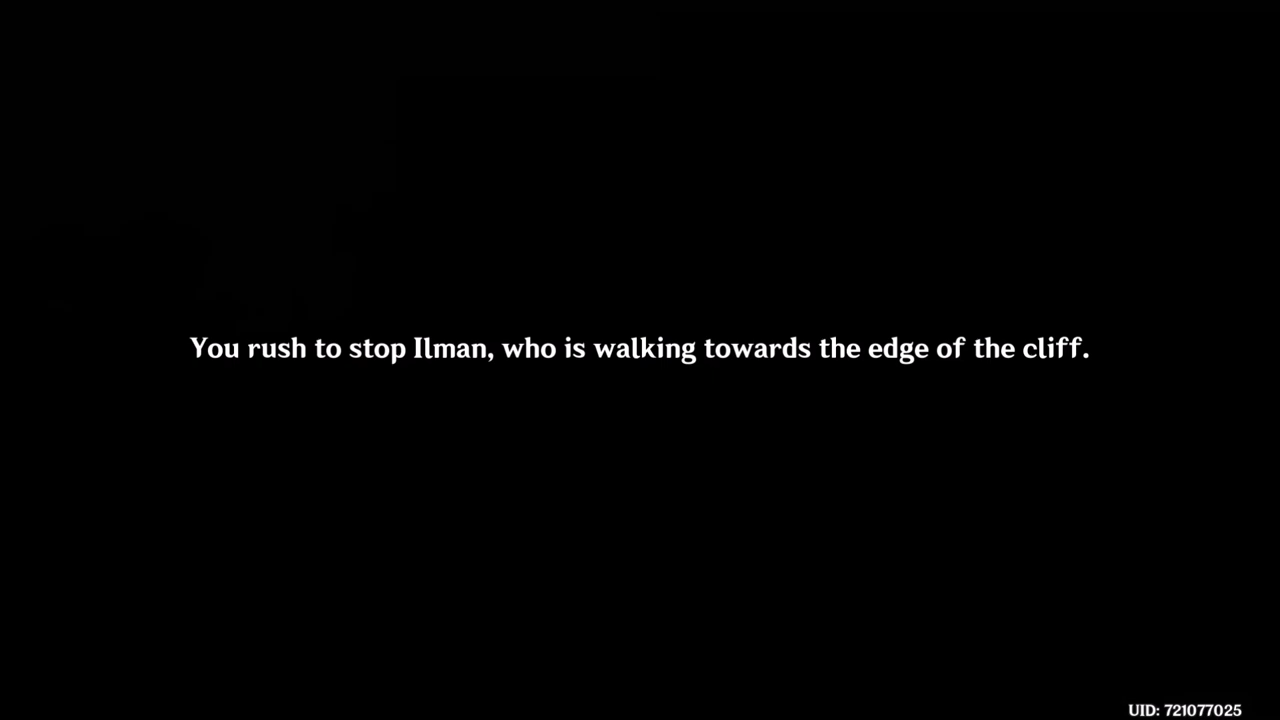 You rush to stop Ilman, who is walking towards the edge of the cliff.
UID: 721077025